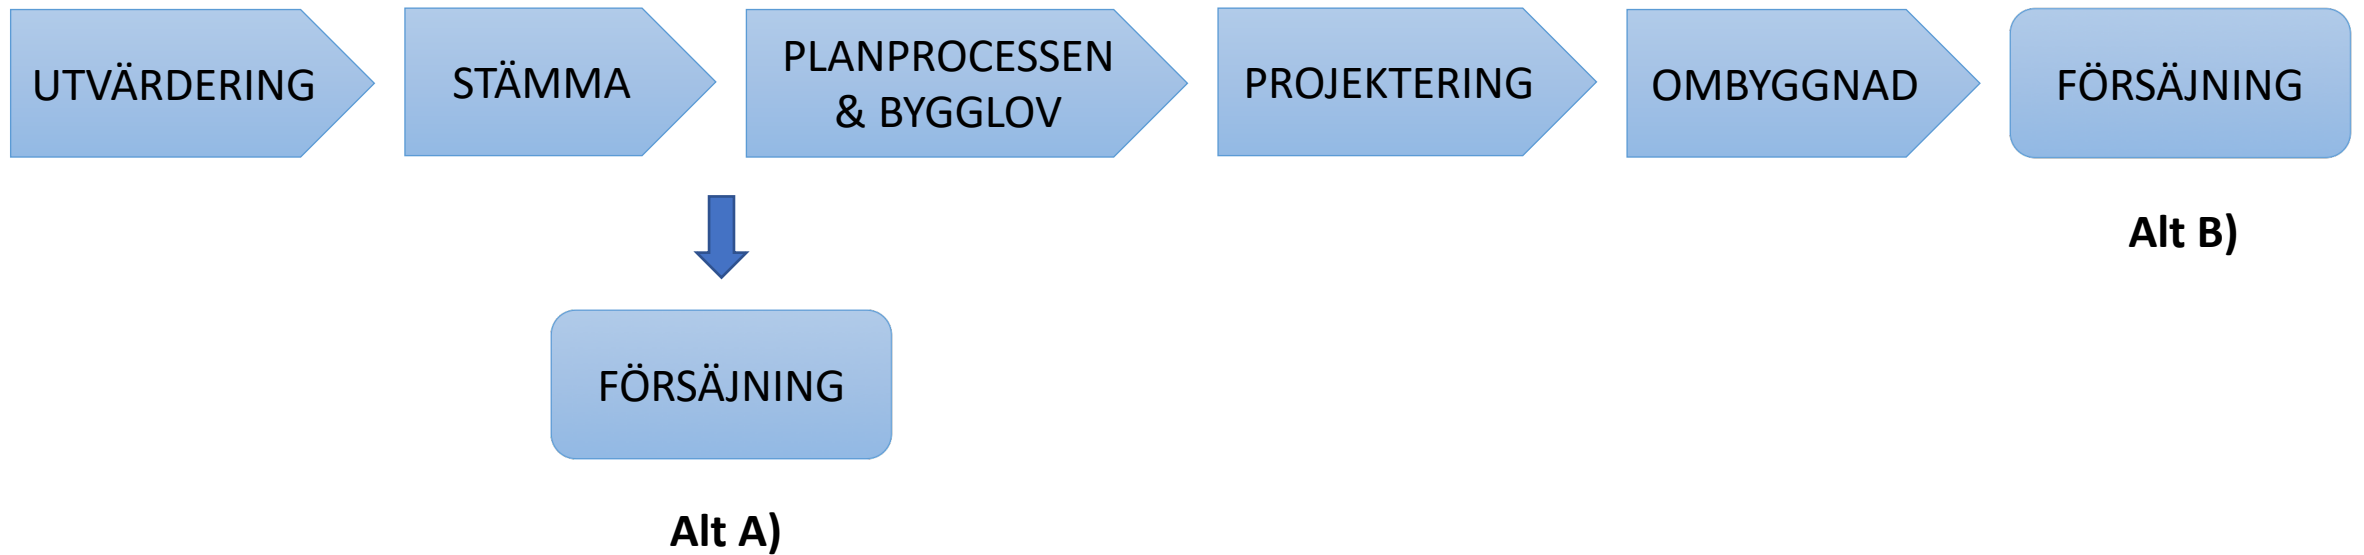 UTVÄRDERING
STÄMMA
PLANPROCESSEN
& BYGGLOV
PROJEKTERING
OMBYGGNAD
FÖRSÄJNING
Alt B)
FÖRSÄJNING
Alt A)